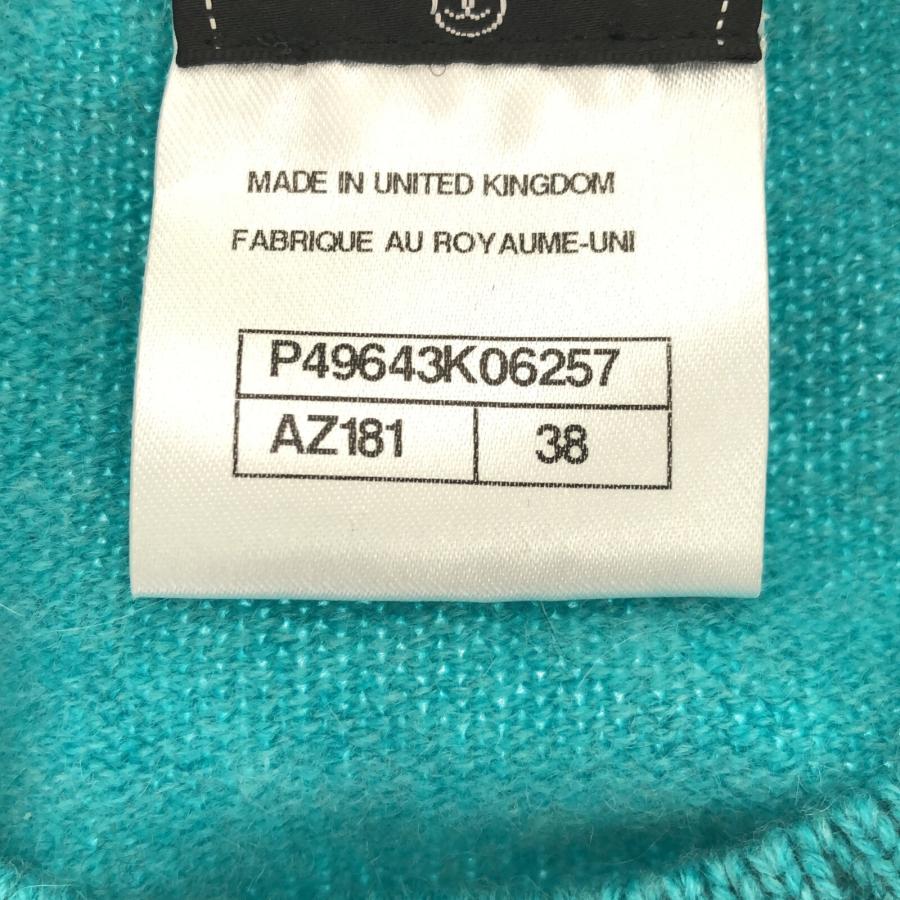 MADE IN UNITED KINGDOM
FABRIQUE AU ROYAUME-UNI
P49643K06257
AZ181 38